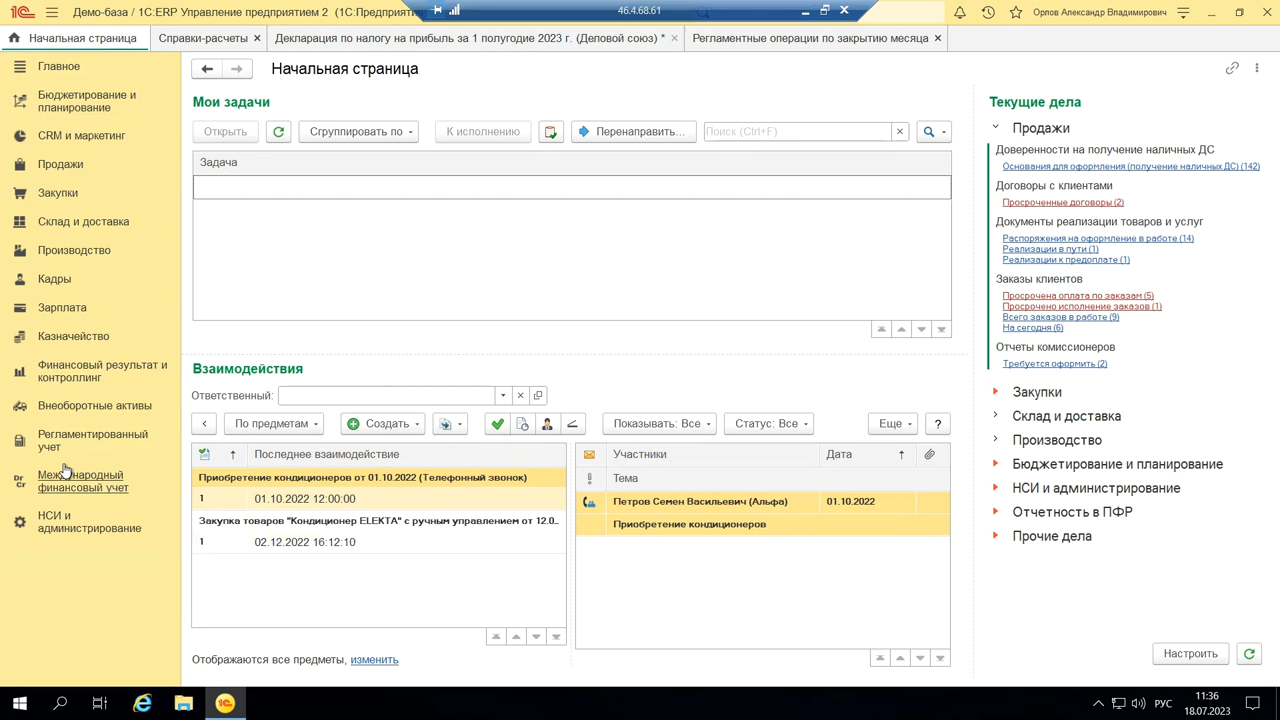 Демо-база / 1С:ERP Управление предприятием 2 (1С:Предприяти
46.4.68.61
Орлов Александр Владимирович
Начальная страница
Справки-расчеты
Декларация по налогу на прибыль за 1 полугодие 2023 г. (Деловой союз) *
Регламентные операции по закрытию месяца
Главное
Бюджетирование и
планирование
CRM и маркетинг
Продажи
Закупки
Склад и доставка
Производство
Кадры
Зарплата
Казначейство
Финансовый результат и
контроллинг
Внеоборотные активы
Регламентированный
учет
Dr
Cr
Международный
финансовый учет
НСИ и
администрирование
Начальная страница
Мои задачи
Открыть
Сгруппировать по
К исполнению
Перенаправить...
Поиск (Ctrl+F)
Задача
Взаимодействия
Ответственный:
По предметам
Создать
Показывать: Все
Статус: Все
Еще
?
Последнее взаимодействие
Приобретение кондиционеров от 01.10.2022 (Телефонный звонок)
1 01.10.2022 12:00:00
Закупка товаров "Кондиционер ELEKTA" с ручным управлением от 12.0...
1 02.12.2022 16:12:10
Участники
Дата
Тема
Петров Семен Васильевич (Альфа)
01.10.2022
Приобретение кондиционеров
Отображаются все предметы, изменить
Текущие дела
Продажи
Доверенности на получение наличных ДС
Основания для оформления (получение наличных ДС) (142)
Договоры с клиентами
Просроченные договоры (2)
Документы реализации товаров и услуг
Распоряжения на оформление в работе (14)
Реализации в пути (1)
Реализации к предоплате (1)
Заказы клиентов
Просрочена оплата по заказам (5)
Просрочено исполнение заказов (1)
Всего заказов в работе (9)
На сегодня (6)
Отчеты комиссионеров
Требуется оформить (2)
Закупки
Склад и доставка
Производство
Бюджетирование и планирование
НСИ и администрирование
Отчетность в ПФР
Прочие дела
Настроить
РУС
11:36
18.07.2023